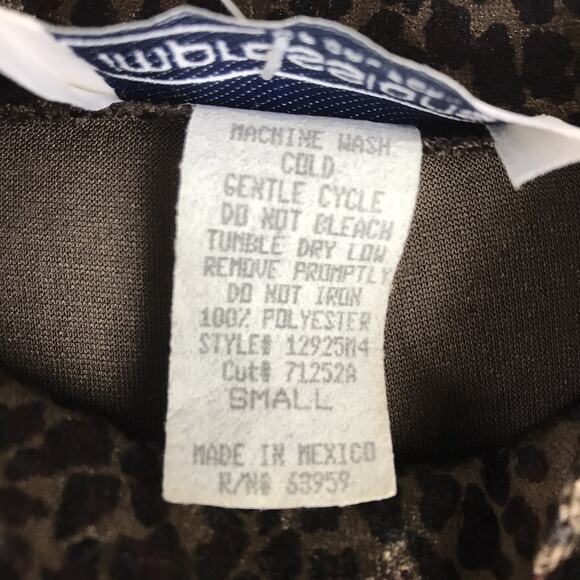 impressions
MACHINE WASH
COLD
GENTLE CYCLE
DO NOT BLEACH
TUMBLE DRY LOW
REMOVE PROMPTLY
DO NOT IRON
100% POLYESTER
STYLE# 12925M4
Cut# 71252A
SMALL
MADE IN MEXICO
R/N# 63959